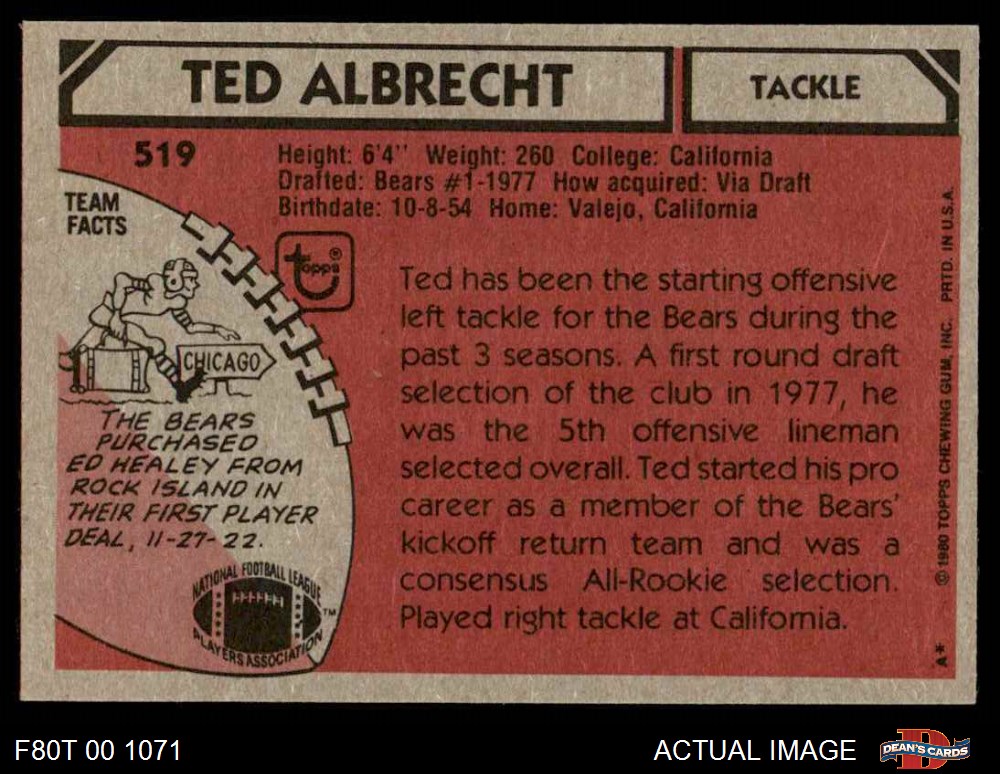 TED ALBRECHT
TACKLE
519
Height: 6'4" Weight: 260 College: California
Drafted: Bears #1-1977 How acquired: Via Draft
Birthdate: 10-8-54 Home: Valejo, California
TEAM
FACTS
topps®
CHICAGO
THE BEARS
PURCHASED
ED HEALEY FROM
ROCK ISLAND IN
THEIR FIRST PLAYER
DEAL, 11-27-22.
NATIONAL FOOTBALL LEAGUE
PLAYERS ASSOCIATION
TM
Ted has been the starting offensive
left tackle for the Bears during the
past 3 seasons. A first round draft
selection of the club in 1977, he
was the 5th offensive lineman
selected overall. Ted started his pro
career as a member of the Bears'
kickoff return team and was a
consensus All-Rookie selection.
Played right tackle at California.
A* © 1980 TOPPS CHEWING GUM, INC. PRTD. IN U.S.A.
F80T 00 1071
ACTUAL IMAGE
D
DEAN'S CARDS